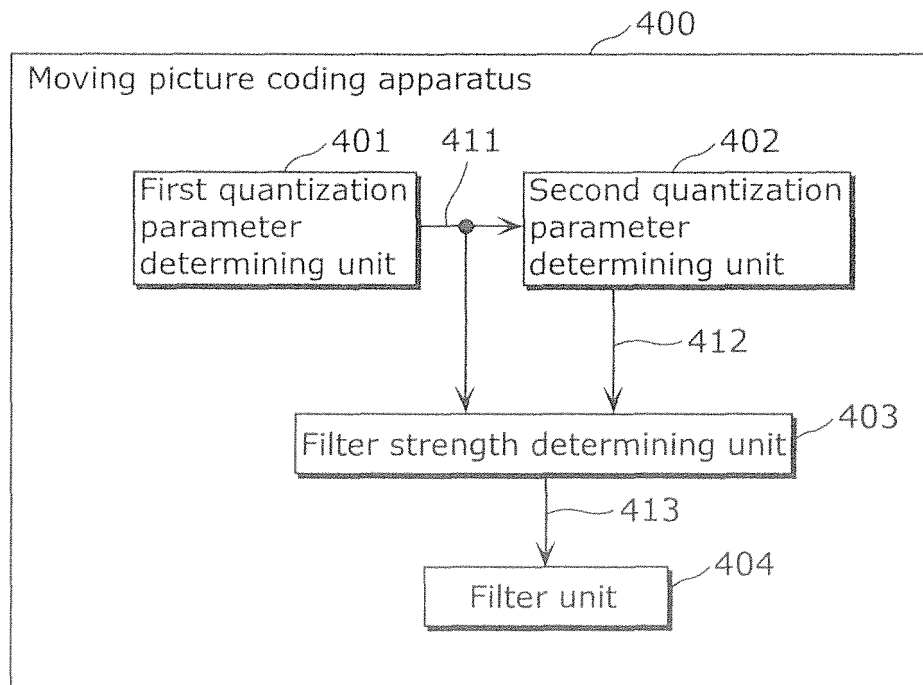 400
Moving picture coding apparatus
401
411
402
First quantization
parameter
determining unit
Second quantization
parameter
determining unit
412
403
Filter strength determining unit
413
404
Filter unit